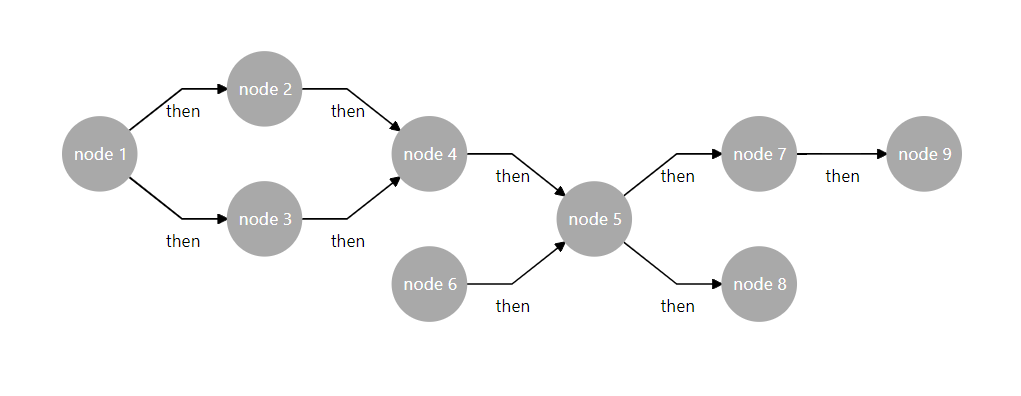 node 2
then
then
node 1
node 4
node 7
node 9
then
then
then
node 3
node 5
then
then
node 6
node 8
then
then